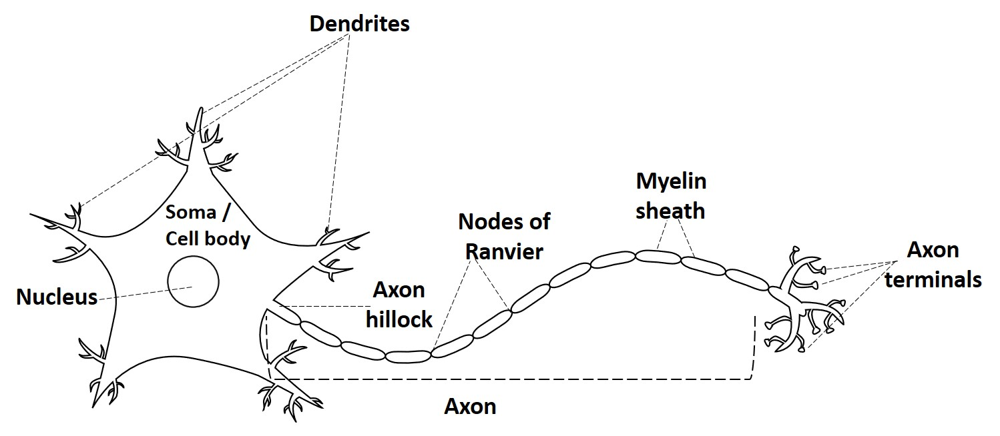 Dendrites
Soma /
Cell body
Nucleus
Axon
hillock
Nodes of
Ranvier
Myelin
sheath
Axon
terminals
Axon